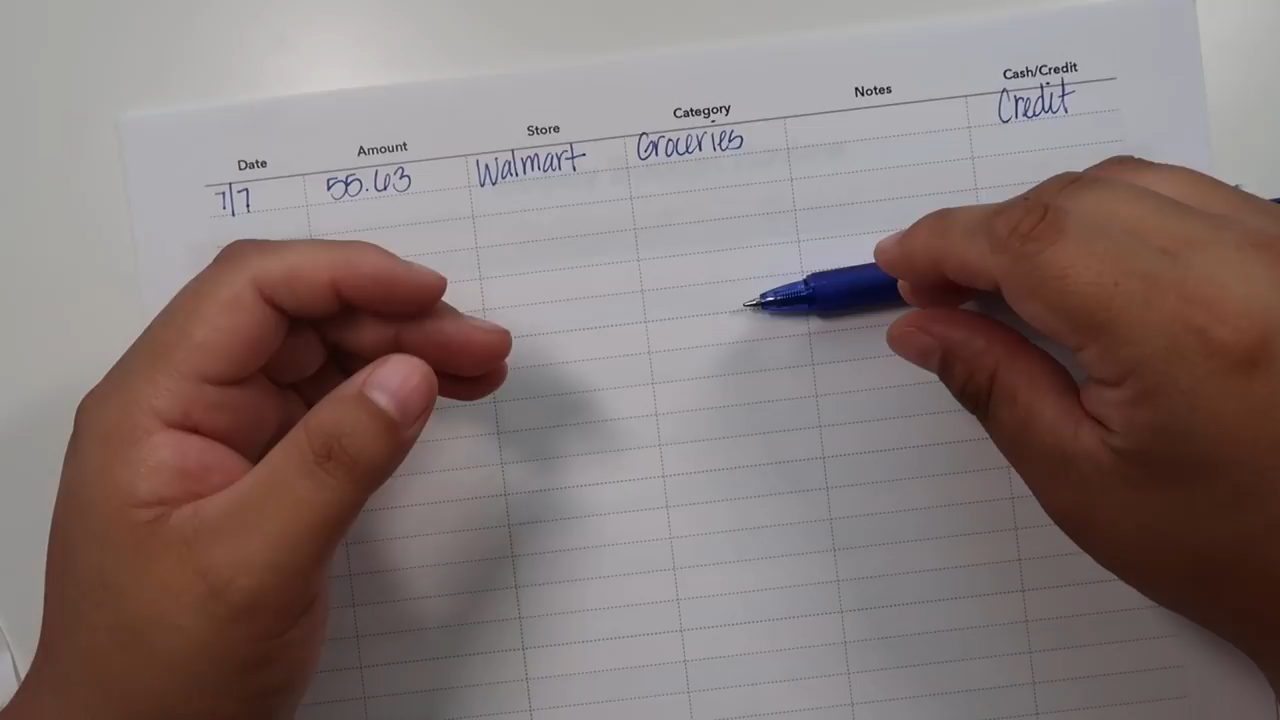 Date Amount Store Category Notes Cash/Credit
7/7 55.63 Walmart Groceries Credit